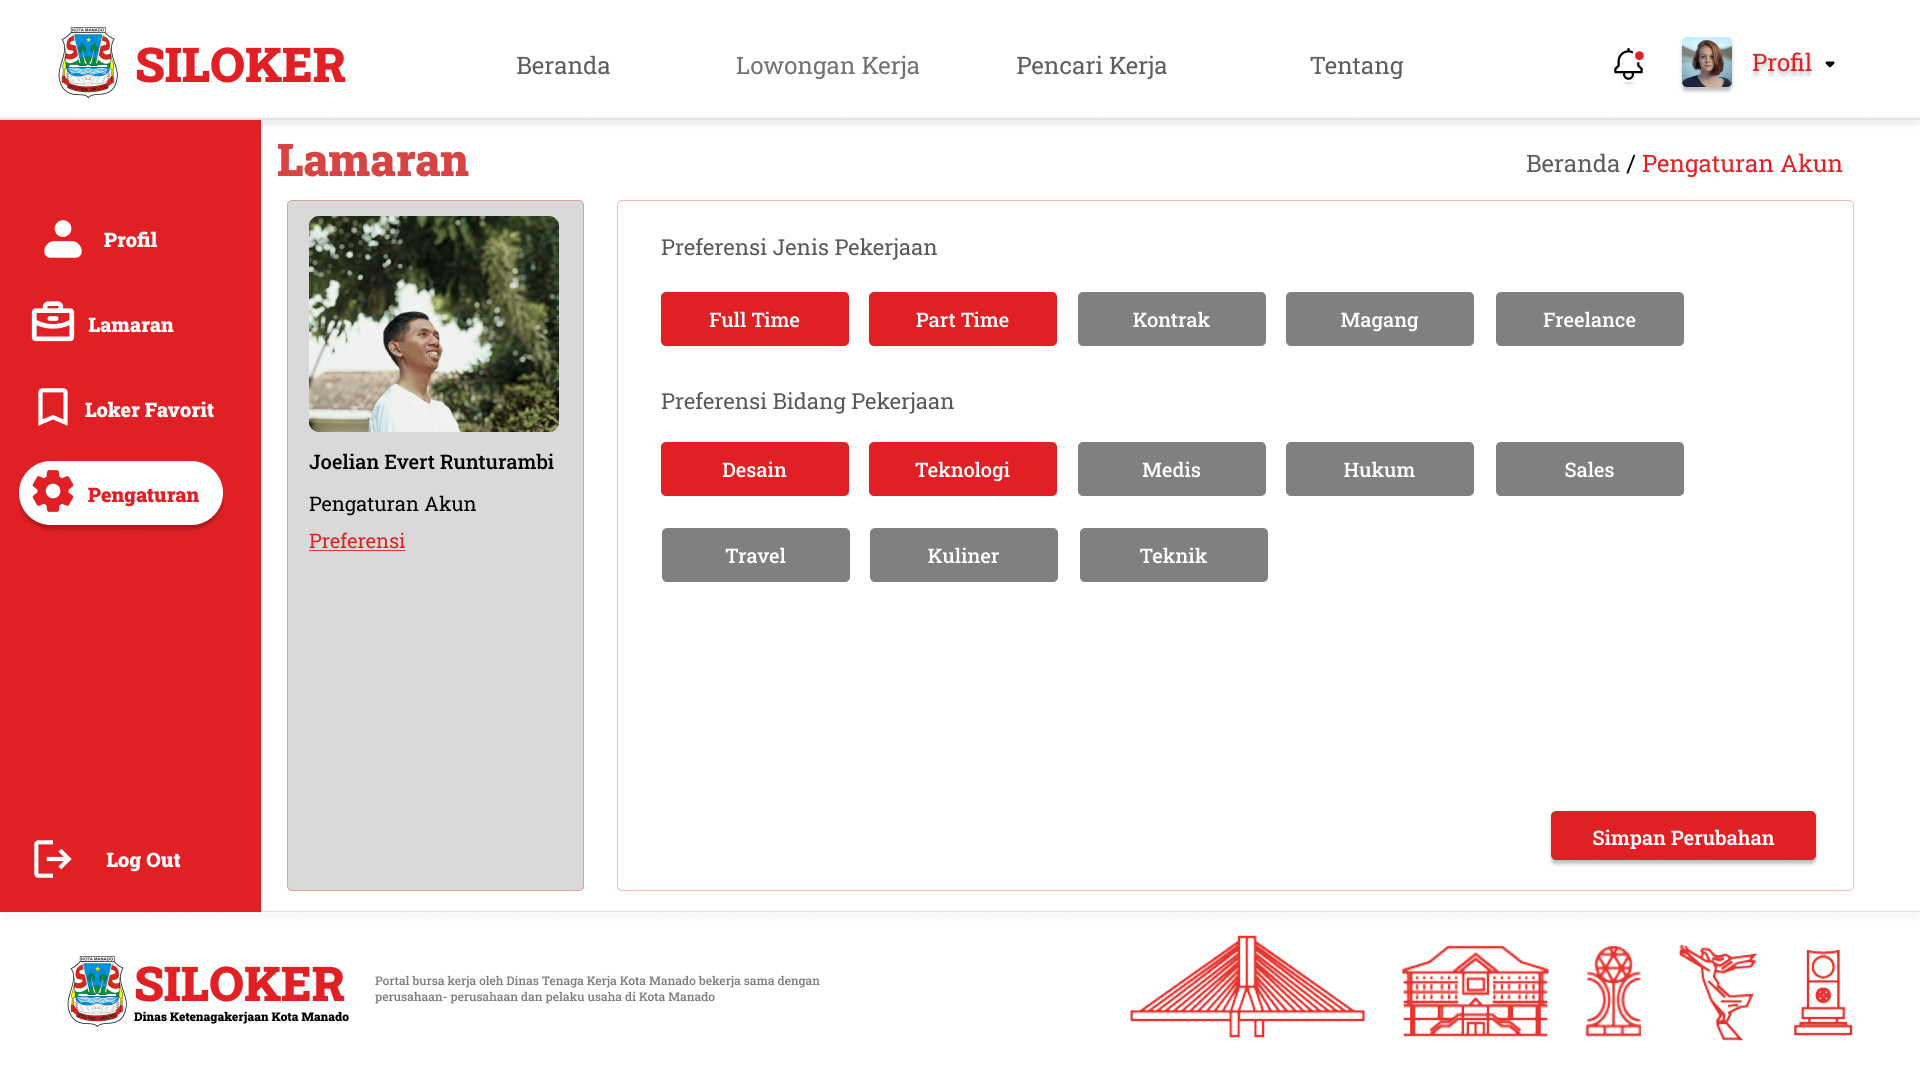 KOTA MANADO
SILOKER
Beranda
Lowongan Kerja
Pencari Kerja
Tentang
Profil
Lamaran
Beranda / Pengaturan Akun
Profil
Lamaran
Loker Favorit
Pengaturan
Log Out
Joelian Evert Runturambi
Pengaturan Akun
Preferensi
Preferensi Jenis Pekerjaan
Full Time
Part Time
Kontrak
Magang
Freelance
Preferensi Bidang Pekerjaan
Desain
Teknologi
Medis
Hukum
Sales
Travel
Kuliner
Teknik
Simpan Perubahan
KOTA MANADO
SILOKER
Dinas Ketenagakerjaan Kota Manado
Portal bursa kerja oleh Dinas Tenaga Kerja Kota Manado bekerja sama dengan
perusahaan- perusahaan dan pelaku usaha di Kota Manado